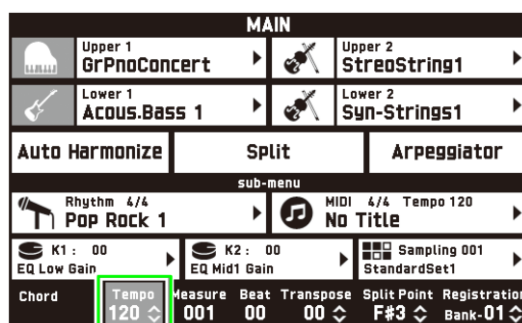 MAIN
Upper 1
GrPnoConcert
Upper 2
StreoString1
Lower 1
Acous.Bass 1
Lower 2
Syn-Strings1
Auto Harmonize
Split
Arpeggiator
sub-menu
Rhythm 4/4
Pop Rock 1
MIDI 4/4 Tempo 120
No Title
K1 : 00
EQ Low Gain
K2 : 00
EQ Mid1 Gain
Sampling 001
StandardSet1
Chord Tempo Measure Beat Transpose Split Point Registration
120 001 00 00 F#3 Bank-01